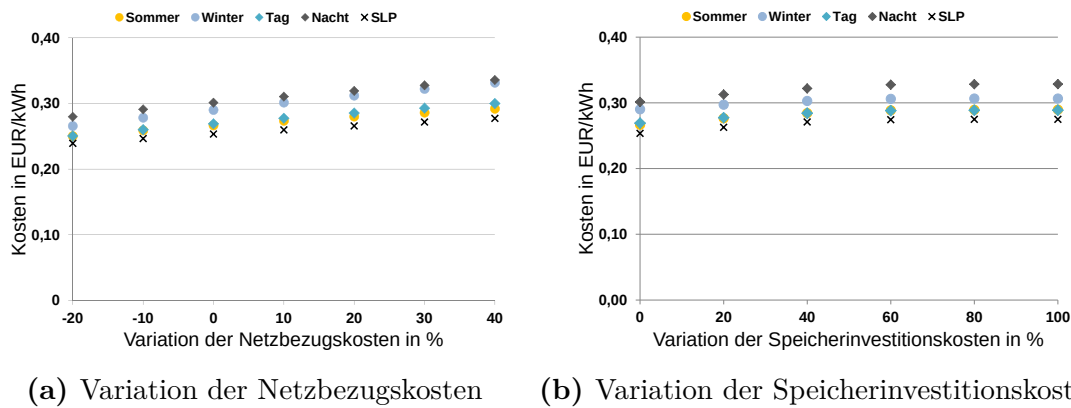 Sommer Winter Tag Nacht SLP
0,40
0,30
0,20
0,10
0
Kosten in EUR/kWh
-20 -10 0 10 20 30 40
Variation der Netzbezugskosten in %
(a) Variation der Netzbezugskosten
Sommer Winter Tag Nacht SLP
0,40
0,30
0,20
0,10
0,00
Kosten in EUR/kWh
0 20 40 60 80 100
Variation der Speicherinvestitionskosten in %
(b) Variation der Speicherinvestitionskost